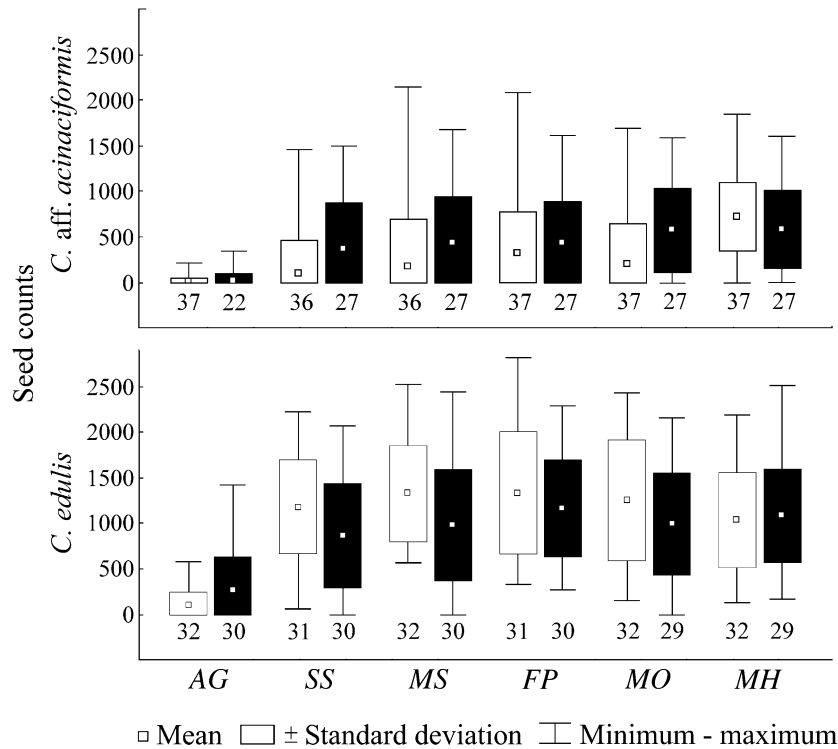 Seed counts
C. aff. acinaciformis
2500
2000
1500
1000
500
0
37 22 36 27 36 27 37 27 37 27 37 27
C. edulis
2500
2000
1500
1000
500
0
32 30 31 30 32 30 31 30 32 29 32 29
AG SS MS FP MO MH
Mean ± Standard deviation Minimum - maximum